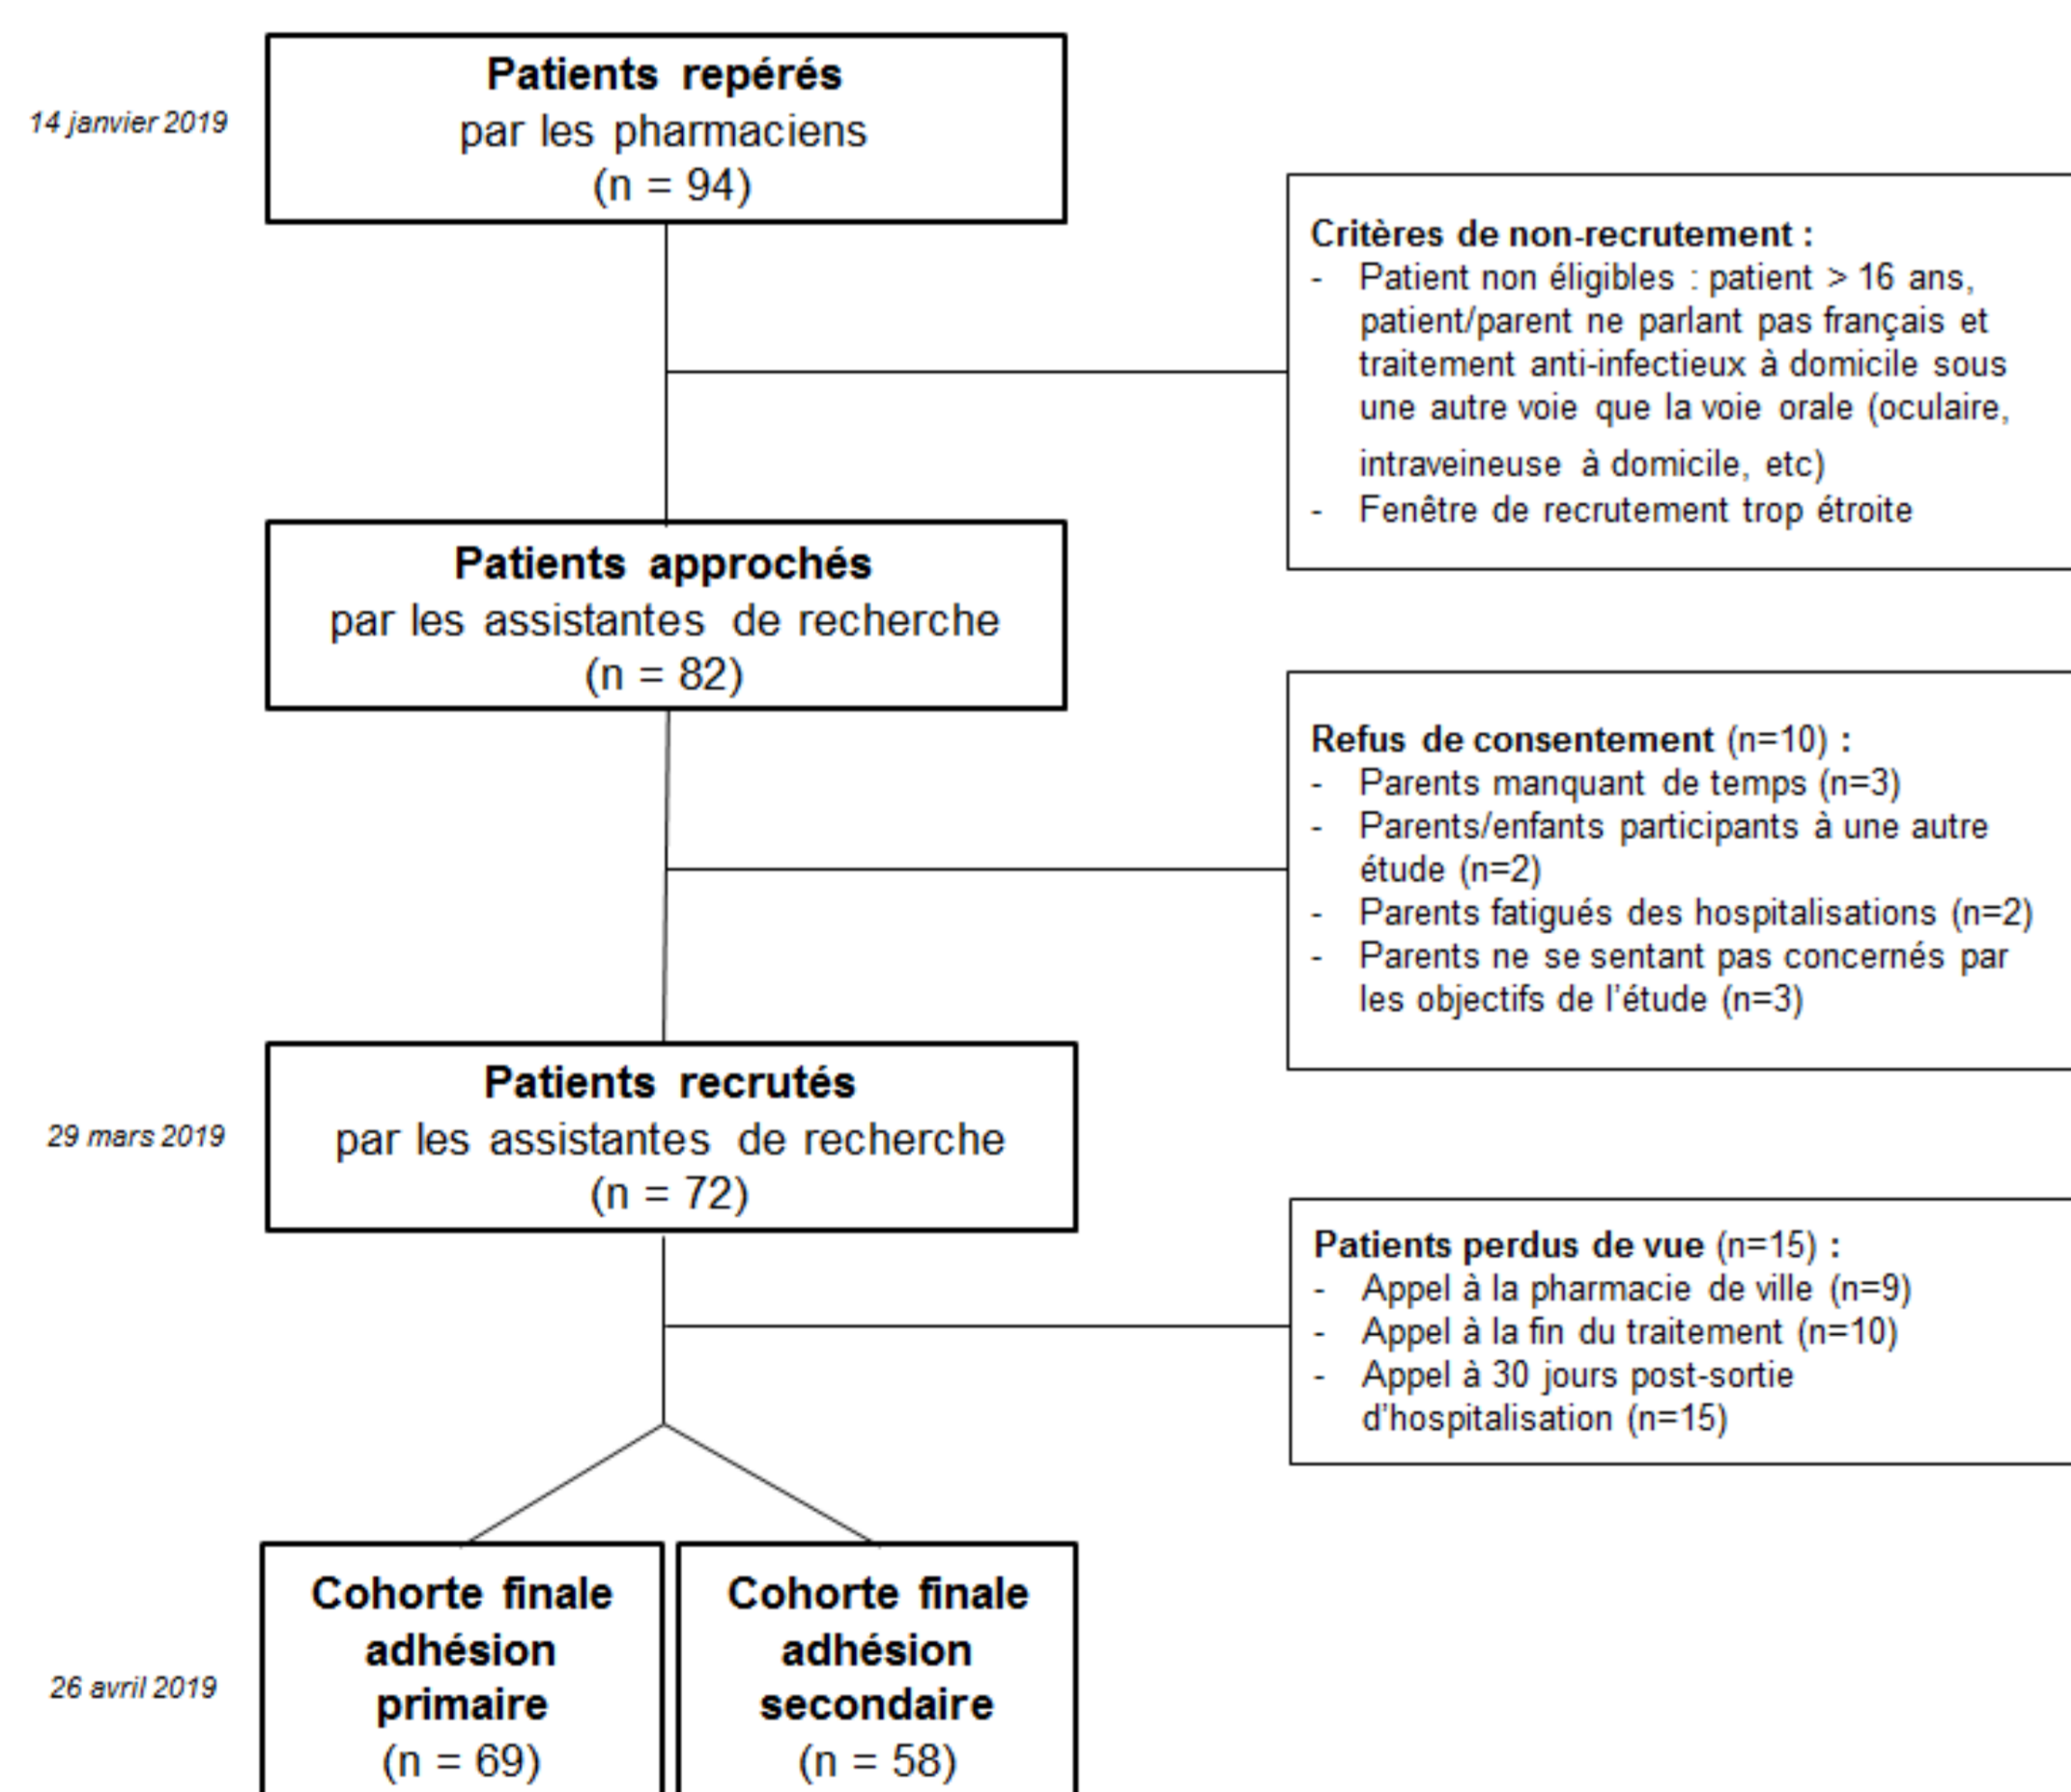 14 janvier 2019
Patients repérés
par les pharmaciens
(n = 94)
Critères de non-recrutement :
- Patient non éligibles : patient > 16 ans,
patient/parent ne parlant pas français et
traitement anti-infectieux à domicile sous
une autre voie que la voie orale (oculaire,
intraveineuse à domicile, etc)
- Fenêtre de recrutement trop étroite
Patients approchés
par les assistantes de recherche
(n = 82)
Refus de consentement (n=10) :
- Parents manquant de temps (n=3)
- Parents/enfants participants à une autre
étude (n=2)
- Parents fatigués des hospitalisations (n=2)
- Parents ne se sentant pas concernés par
les objectifs de l'étude (n=3)
29 mars 2019
Patients recrutés
par les assistantes de recherche
(n = 72)
Patients perdus de vue (n=15) :
- Appel à la pharmacie de ville (n=9)
- Appel à la fin du traitement (n=10)
- Appel à 30 jours post-sortie
d'hospitalisation (n=15)
26 avril 2019
Cohorte finale
adhésion
primaire
(n = 69)
Cohorte finale
adhésion
secondaire
(n = 58)